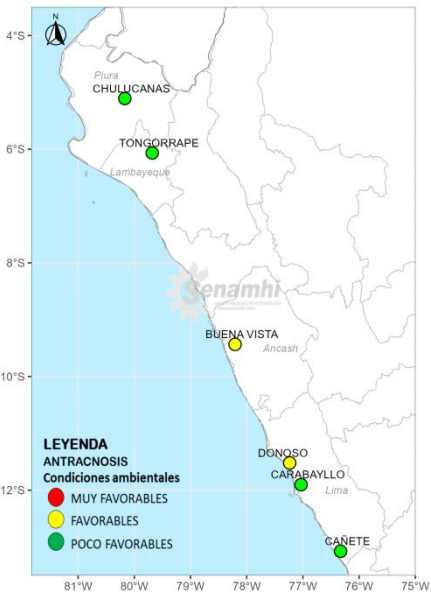 N
4°S
Piura
CHULUCANAS
TONGORRAPE
6°S
Lambayeque
8°S
Senamhi
BUENA VISTA
Ancash
10°S
LEYENDA
ANTRACNOSIS
Condiciones ambientales
MUY FAVORABLES
FAVORABLES
POCO FAVORABLES
DONOSO
CARABAYLLO
Lima
12°S
CAÑETE
81°W 80°W 79°W 78°W 77°W 76°W 75°W